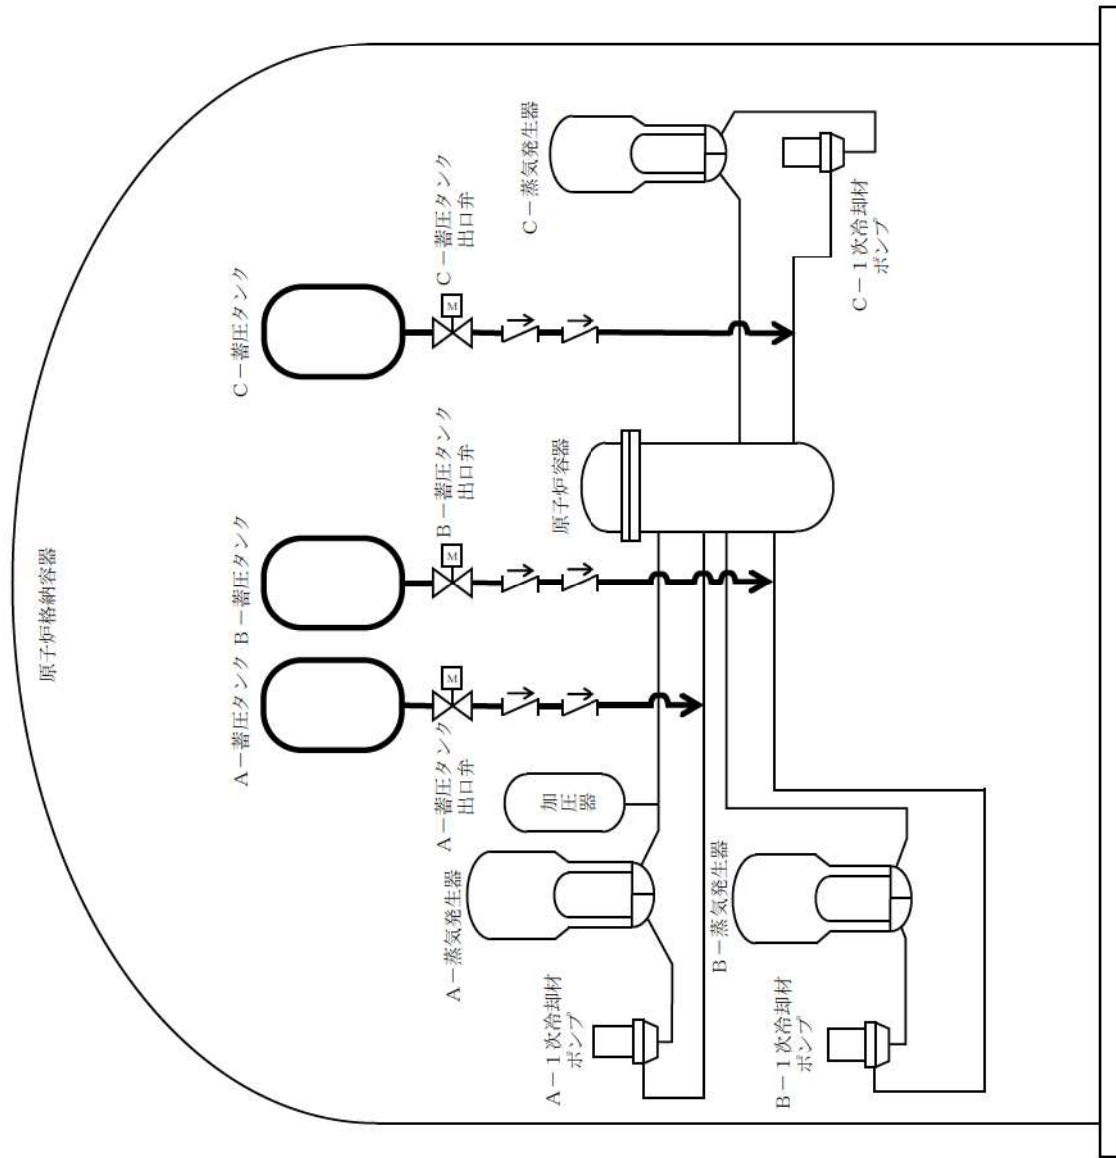 原子炉格納容器
A-蓄圧タンク
B-蓄圧タンク
C-蓄圧タンク
A-蓄圧タンク
出口弁
M
B-蓄圧タンク
出口弁
M
C-蓄圧タンク
出口弁
M
加圧器
原子炉容器
A-蒸気発生器
B-蒸気発生器
C-蒸気発生器
A-1次冷却材
ポンプ
B-1次冷却材
ポンプ
C-1次冷却材
ポンプ